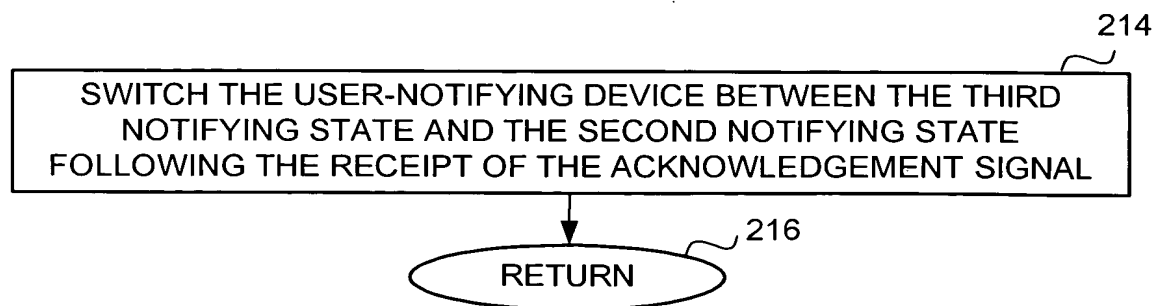 214
SWITCH THE USER-NOTIFYING DEVICE BETWEEN THE THIRD
NOTIFYING STATE AND THE SECOND NOTIFYING STATE
FOLLOWING THE RECEIPT OF THE ACKNOWLEDGEMENT SIGNAL
216
RETURN